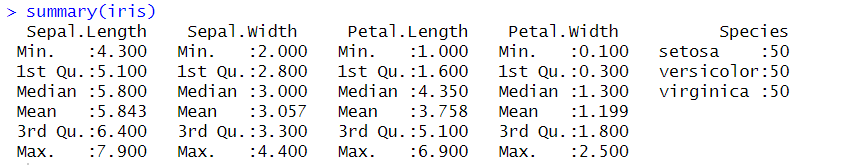 > summary(iris)
  Sepal.Length    Sepal.Width     Petal.Length    Petal.Width          Species
 Min.   :4.300   Min.   :2.000   Min.   :1.000   Min.   :0.100   setosa    :50
 1st Qu.:5.100   1st Qu.:2.800   1st Qu.:1.600   1st Qu.:0.300   versicolor:50
 Median :5.800   Median :3.000   Median :4.350   Median :1.300   virginica :50
 Mean   :5.843   Mean   :3.057   Mean   :3.758   Mean   :1.199
 3rd Qu.:6.400   3rd Qu.:3.300   3rd Qu.:5.100   3rd Qu.:1.800
 Max.   :7.900   Max.   :4.400   Max.   :6.900   Max.   :2.500